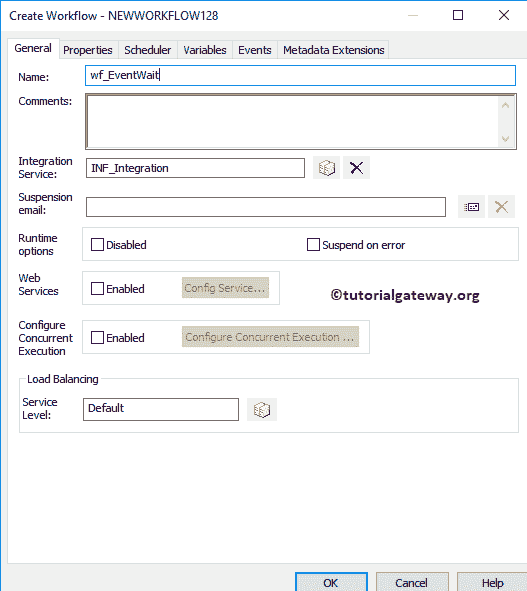 Create Workflow - NEWWORKFLOW128
General Properties Scheduler Variables Events Metadata Extensions
Name: wf_EventWait
Comments:
Integration
Service: INF_Integration
Suspension
email:
Runtime
options Disabled Suspend on error
Web
Services Enabled Config Service...
©tutorialgateway.org
Configure
Concurrent
Execution Enabled Configure Concurrent Execution ...
Load Balancing
Service
Level: Default
OK Cancel Help